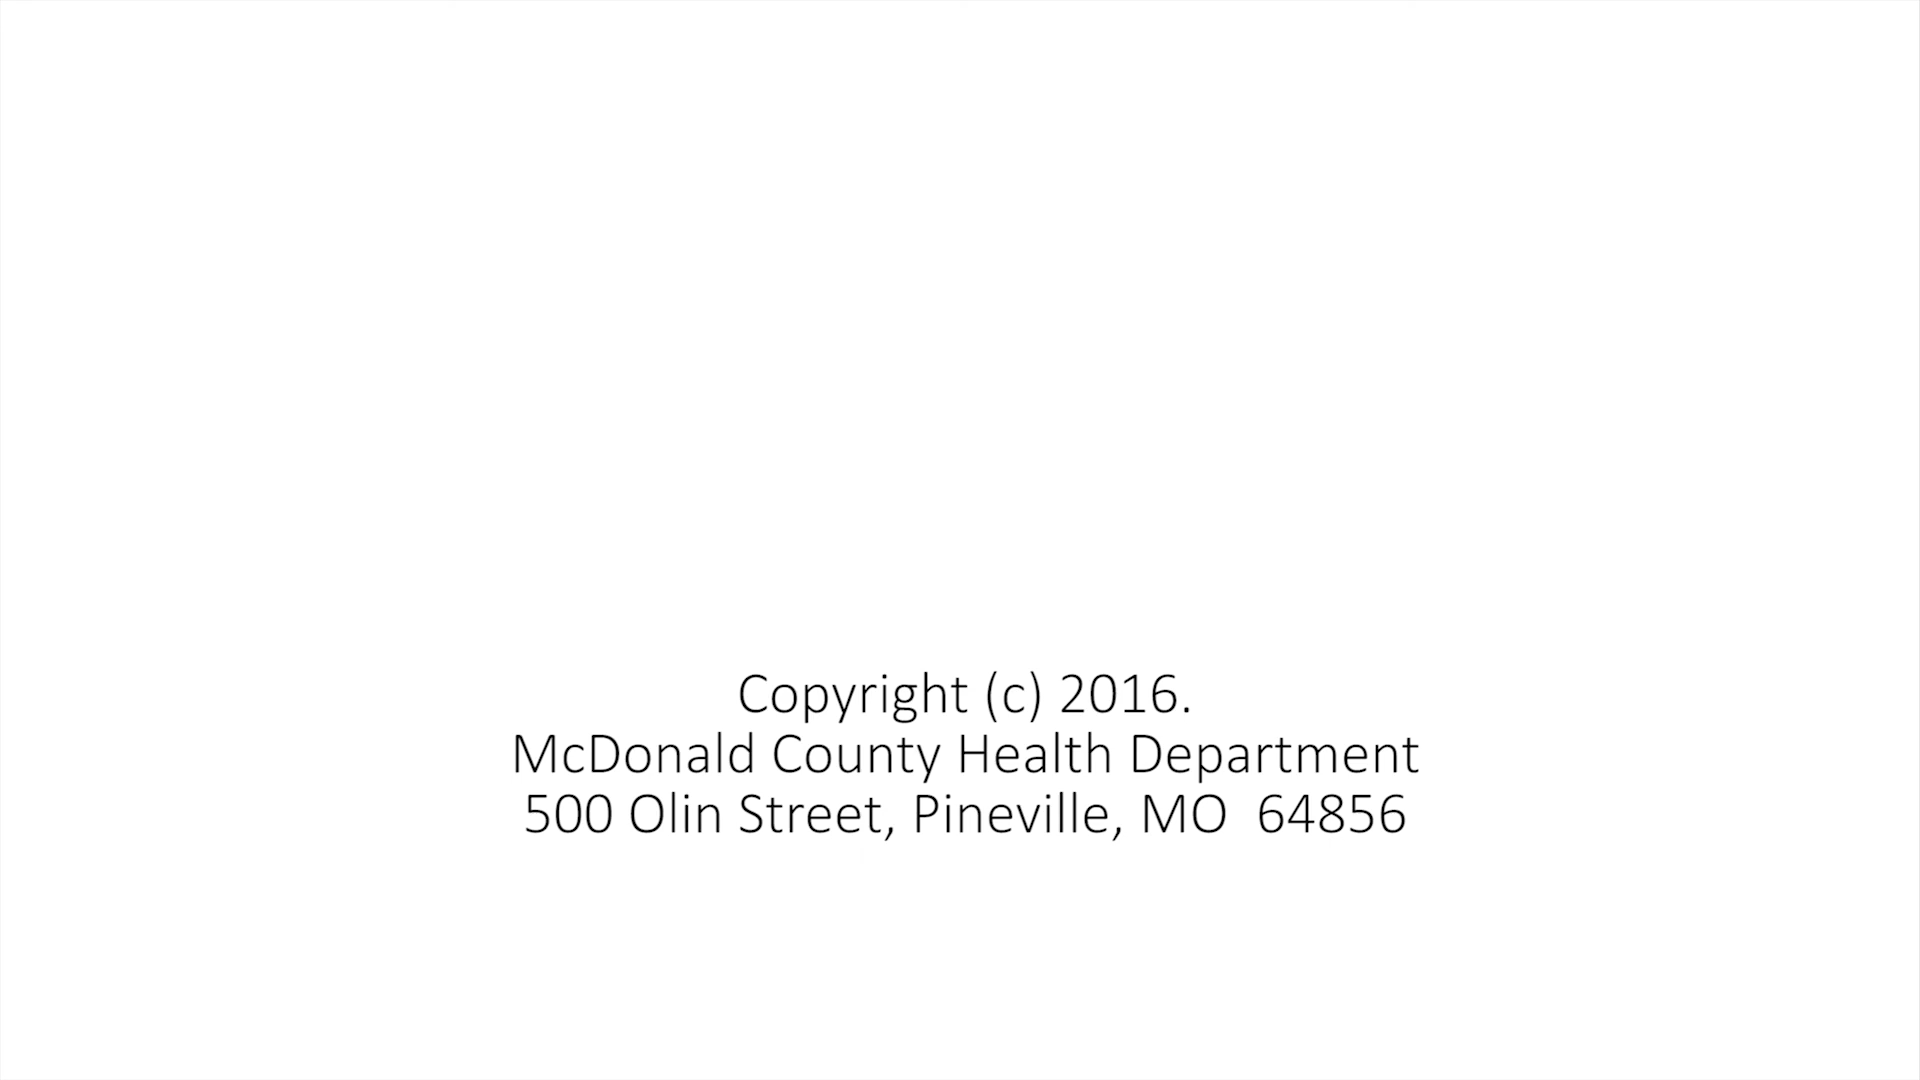 Copyright (c) 2016.
McDonald County Health Department
500 Olin Street, Pineville, MO  64856